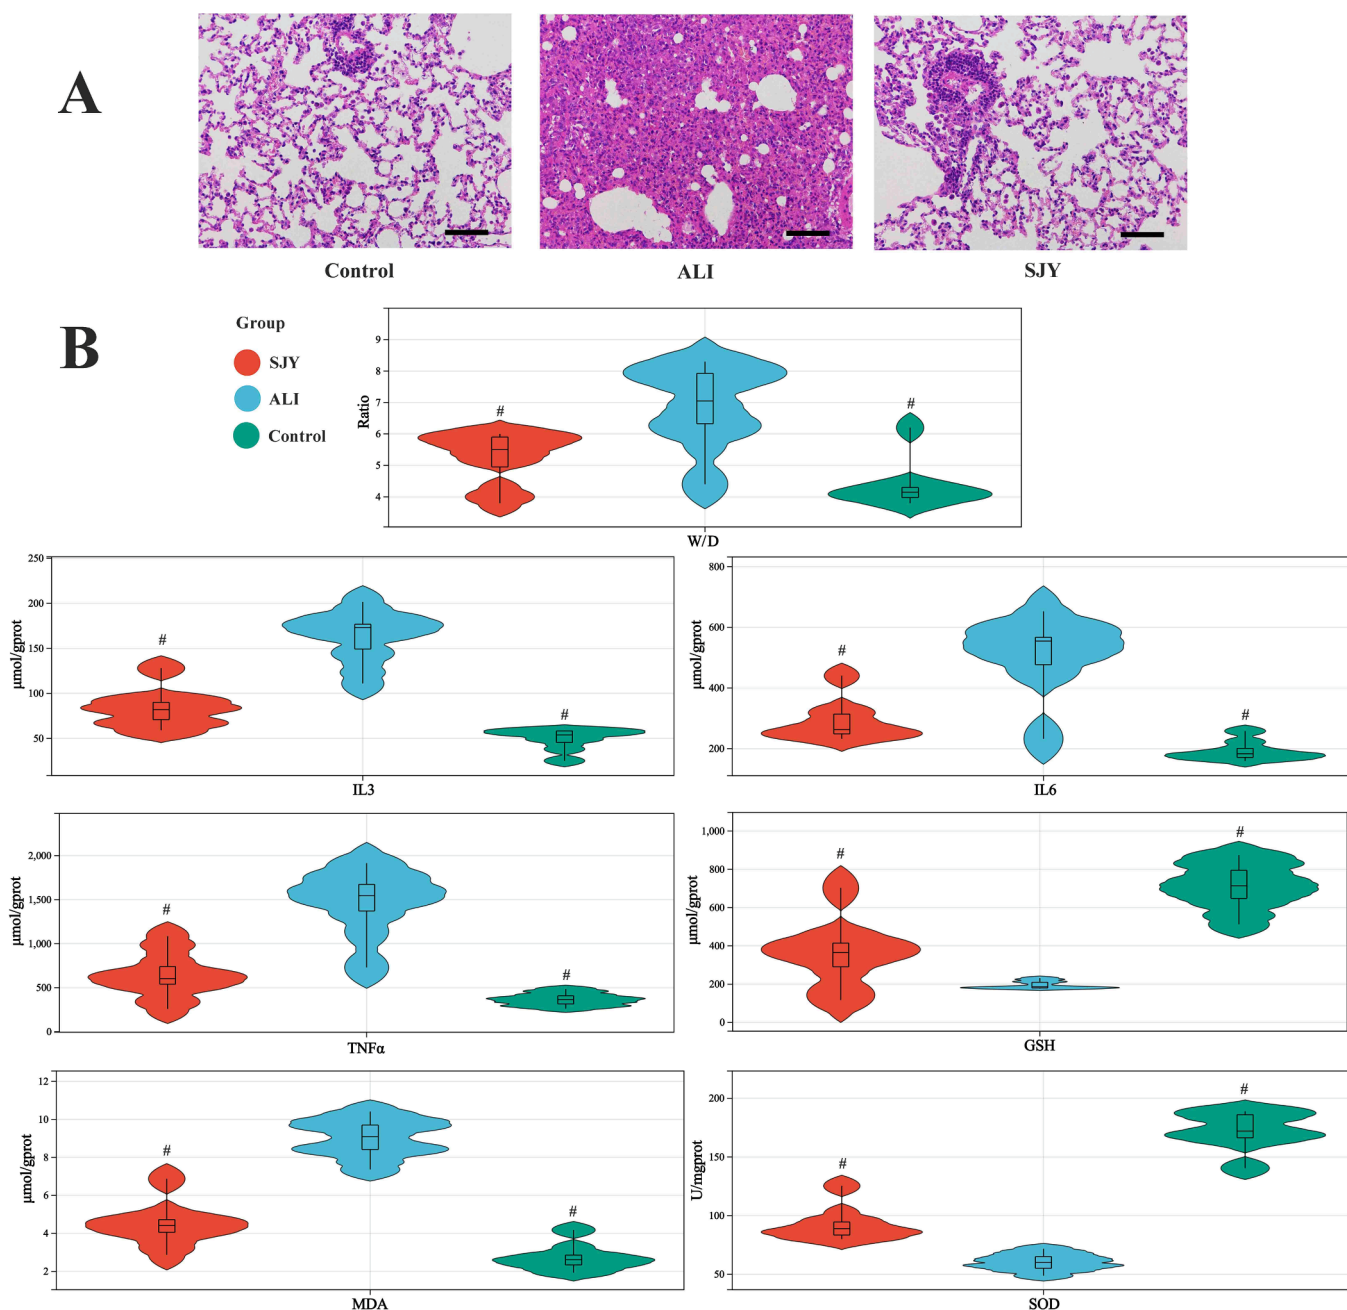 A
Control
ALI
SJY
B
Group
SJY
ALI
Control
Ratio
9
8
7
6
5
4
#
#
W/D
μmol/gprot
250
200
150
100
50
#
#
IL3
μmol/gprot
800
600
400
200
#
#
IL6
μmol/gprot
2,000
1,500
1,000
500
0
#
#
TNFα
μmol/gprot
1,000
800
600
400
200
0
#
#
GSH
μmol/gprot
12
10
8
6
4
2
#
#
MDA
U/mgprot
200
150
100
50
#
#
SOD